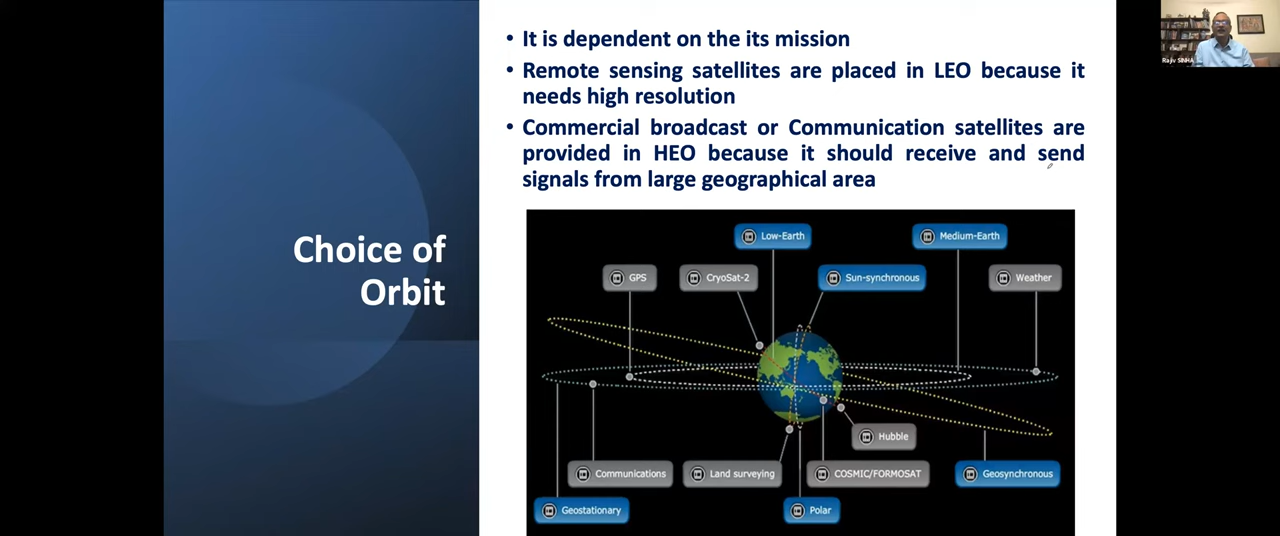 Choice of
Orbit
• It is dependent on the its mission
• Remote sensing satellites are placed in LEO because it
needs high resolution
• Commercial broadcast or Communication satellites are
provided in HEO because it should receive and send
signals from large geographical area
Low-Earth
Medium-Earth
GPS
CryoSat-2
Sun-synchronous
Weather
Hubble
Communications
Land surveying
COSMIC/FORMOSAT
Geosynchronous
Geostationary
Polar
Rajiv SINHA